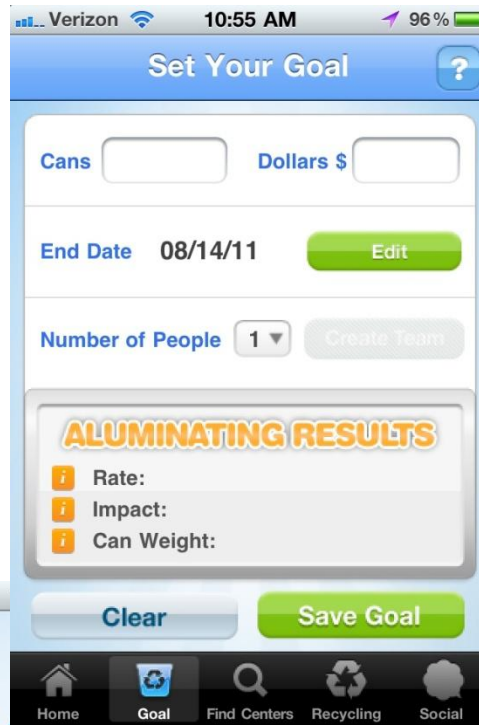 Verizon 10:55 AM 96%
Set Your Goal ?
Cans Dollars $
End Date 08/14/11 Edit
Number of People 1 Create Team
ALUMINATING RESULTS
i Rate:
i Impact:
i Can Weight:
Clear Save Goal
Home Goal Find Centers Recycling Social